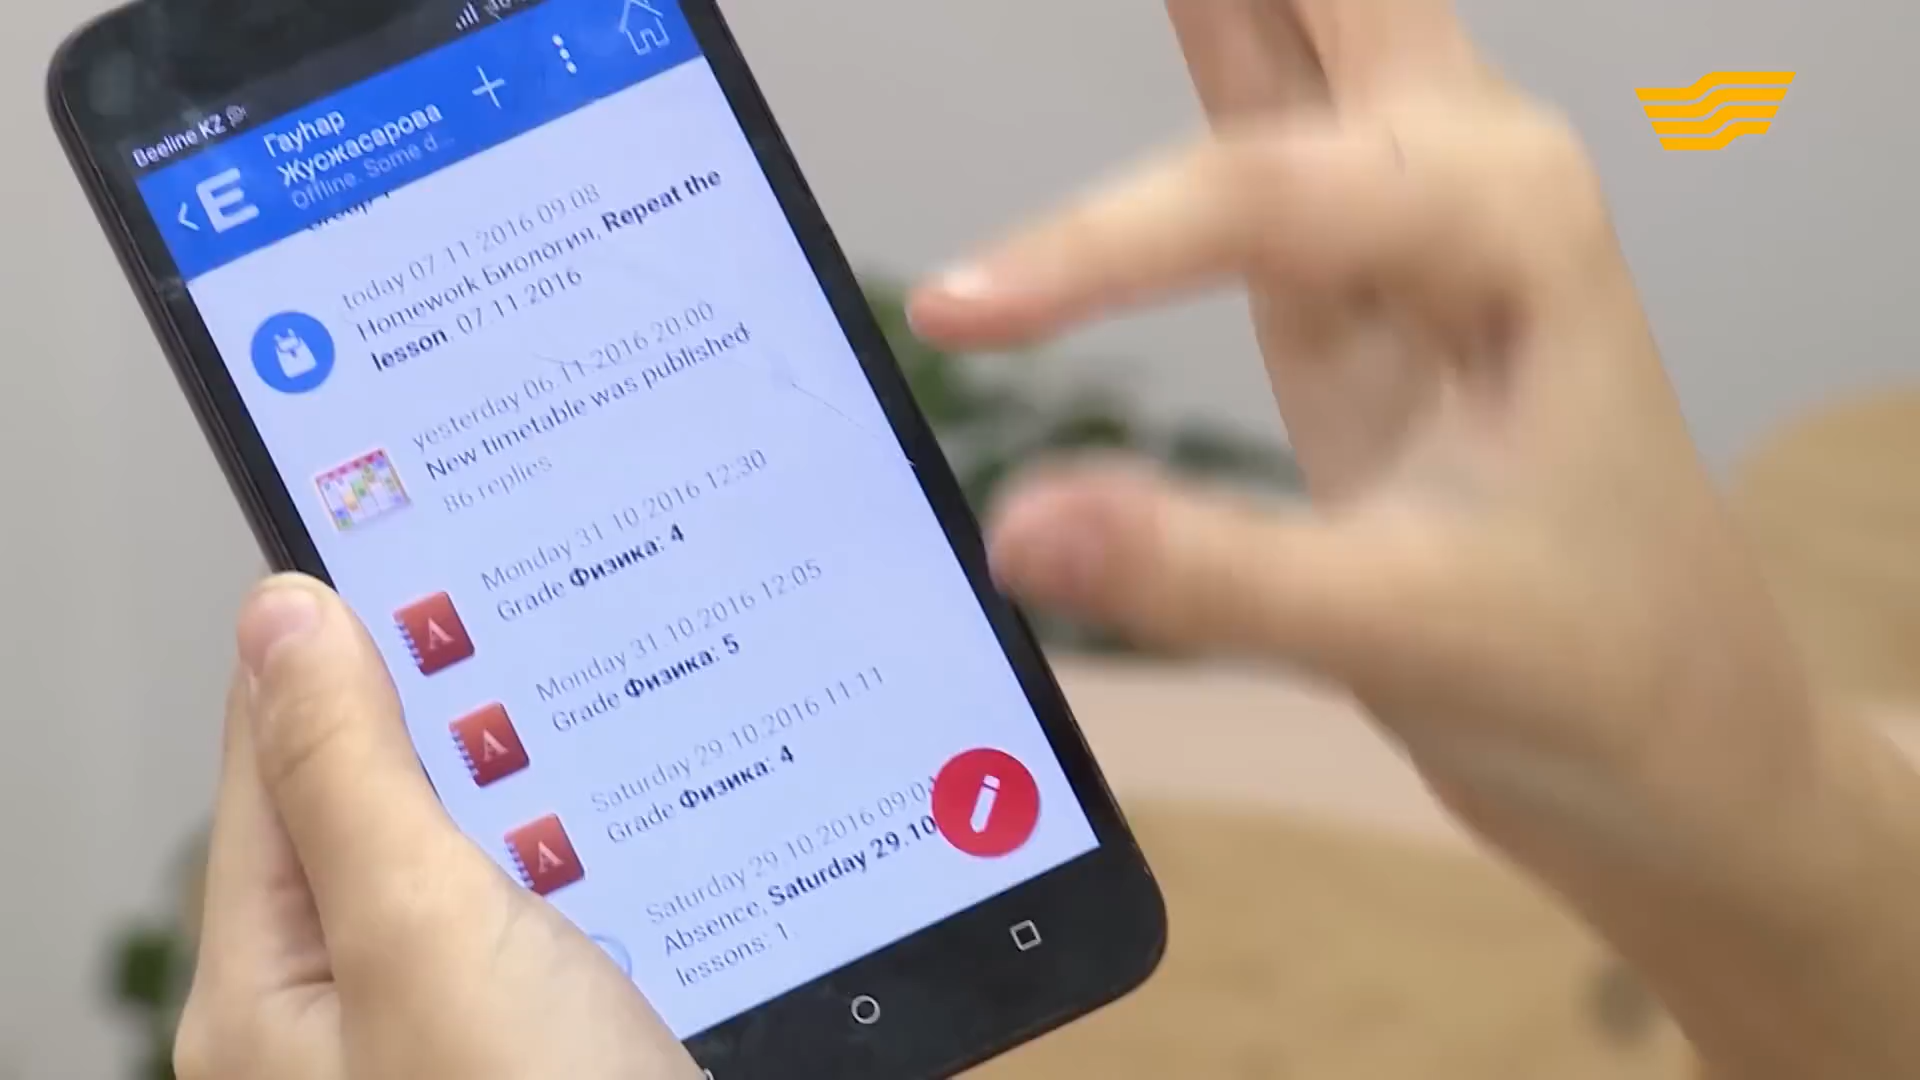 Beeline KZ
E
Гауһар
Жусжасарова
Offline. Some d...
today 07.11.2016 09:08
Homework Биология, Repeat the
lesson. 07.11.2016
yesterday 06.11.2016 20:00
New timetable was published
86 replies
Monday 31.10.2016 12:30
Grade Физика: 4
A
Monday 31.10.2016 12:05
Grade Физика: 5
A
Saturday 29.10.2016 11:11
Grade Физика: 4
A
Saturday 29.10.2016 09:0
Absence, Saturday 29.10
lessons: 1